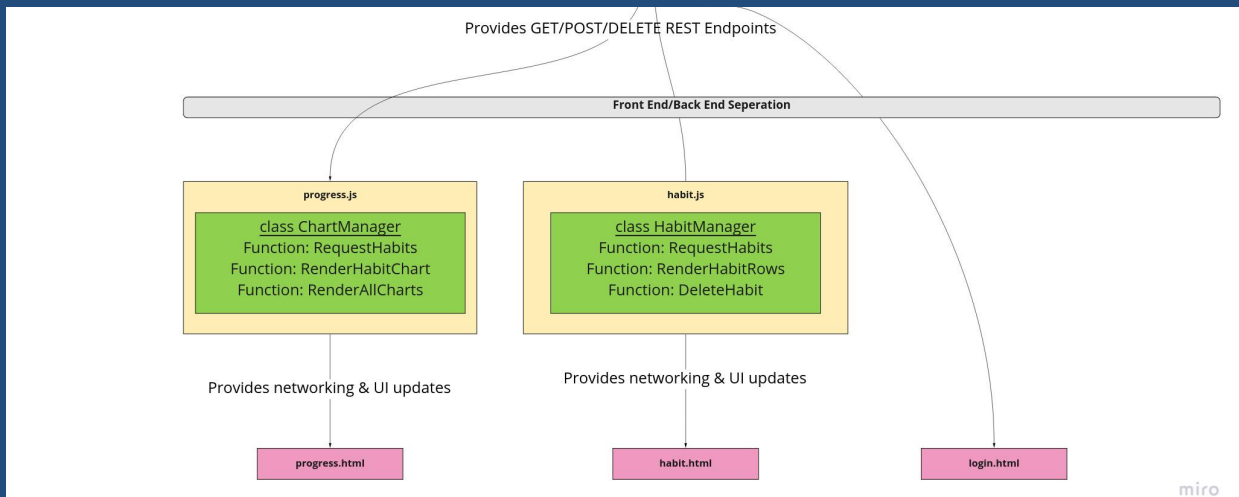 Provides GET/POST/DELETE REST Endpoints
Front End/Back End Seperation
progress.js
class ChartManager
Function: RequestHabits
Function: RenderHabitChart
Function: RenderAllCharts
habit.js
class HabitManager
Function: RequestHabits
Function: RenderHabitRows
Function: DeleteHabit
Provides networking & UI updates
Provides networking & UI updates
progress.html
habit.html
login.html
miro